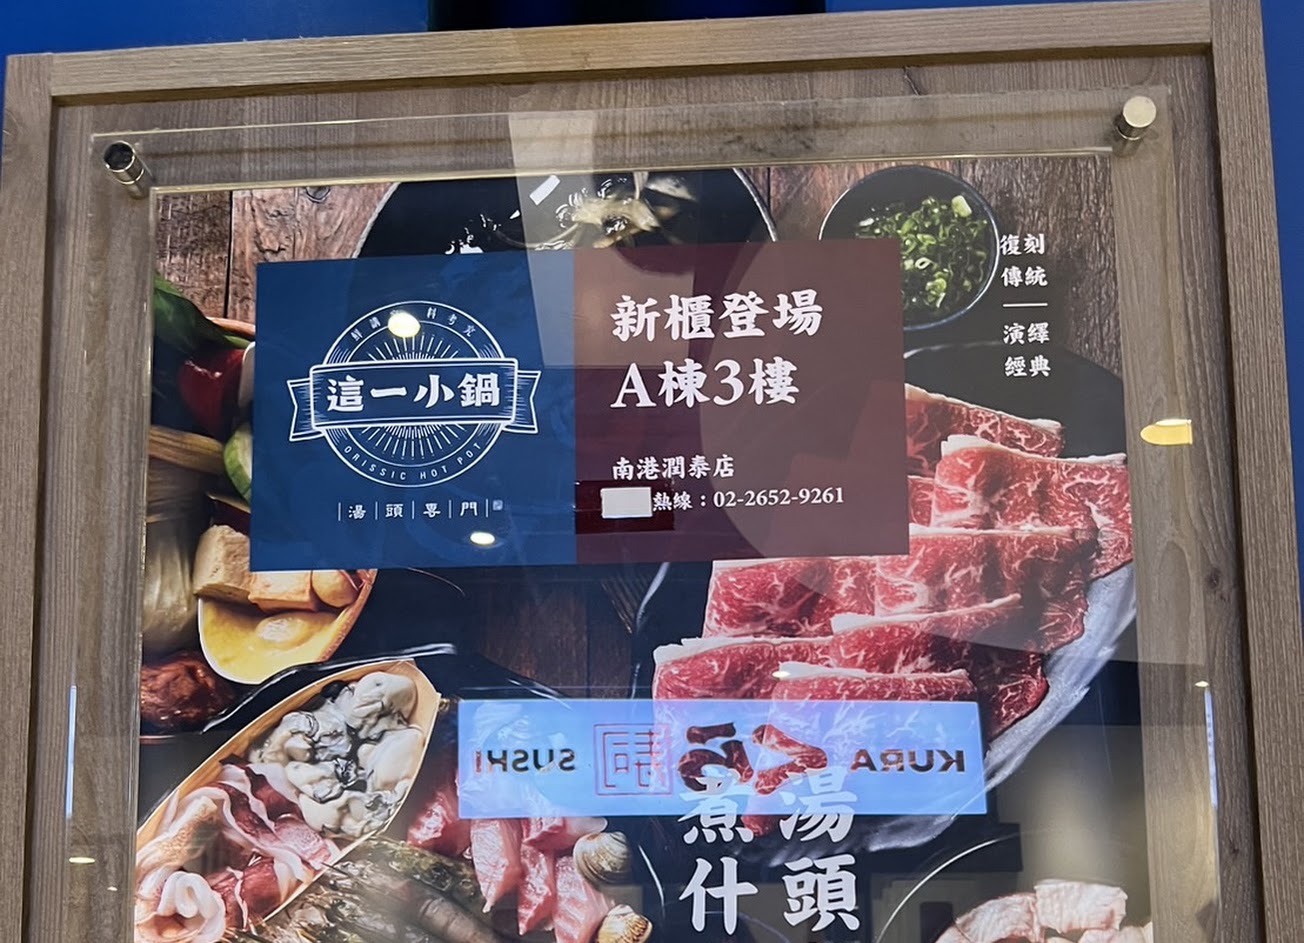 這一小鍋
ORISSIC HOT POT
｜湯｜頭｜專｜門｜
新櫃登場
A棟3樓
南港潤泰店
熱線：02-2652-9261
復刻
傳統
演繹
經典
KURA
SUSHI
湯頭
煮什